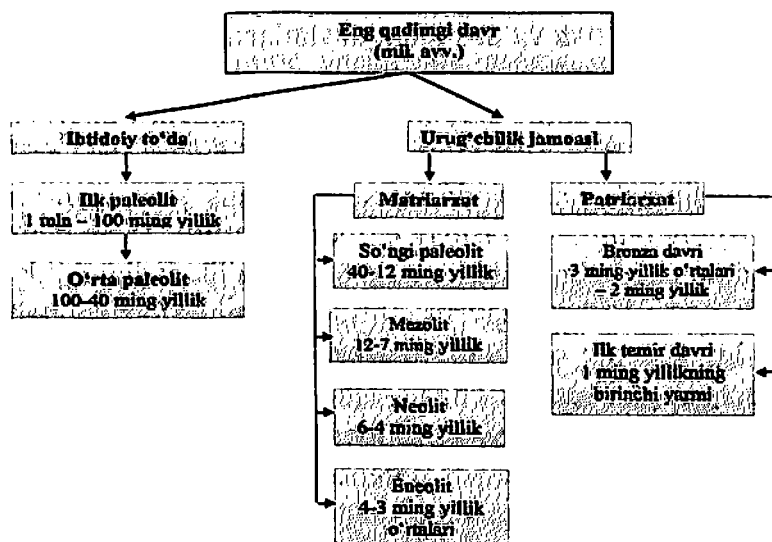 Eng qadimgi davr
(mil. avv.)
Ibtidoiy to‘da
Ilk paleolit
1 mln – 100 ming yillik
O‘rta paleolit
100-40 ming yillik
Urug‘chilik jamoasi
Matriarxat
So‘ngi paleolit
40-12 ming yillik
Mezolit
12-7 ming yillik
Neolit
6-4 ming yillik
Eneolit
4-3 ming yillik
o‘rtalari
Patriarxat
Bronza davri
3 ming yillik o‘rtalari
– 2 ming yillik
Ilk temir davri
1 ming yillikning
birinchi yarmi